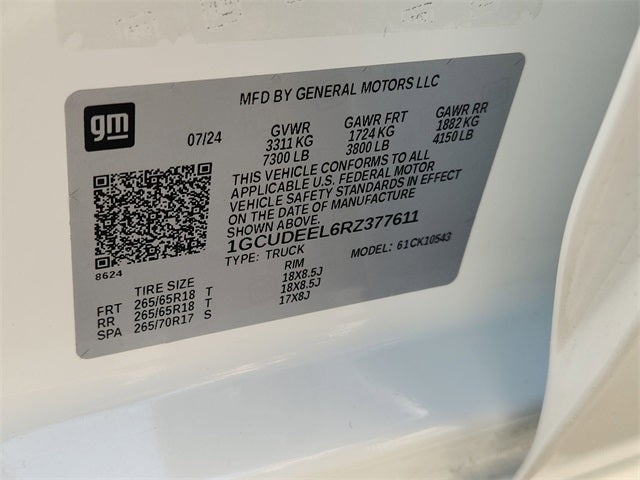 MFD BY GENERAL MOTORS LLC
gm
07/24
GVWR GAWR FRT GAWR RR
3311 KG 1724 KG 1882 KG
7300 LB 3800 LB 4150 LB
THIS VEHICLE CONFORMS TO ALL
APPLICABLE U.S. FEDERAL MOTOR
VEHICLE SAFETY STANDARDS IN EFFECT
ON THE DATE OF MANUFACTURE
SHOWN ABOVE.
1GCUDEEL6RZ377611
TYPE: TRUCK MODEL: 61CK10543
8624
TIRE SIZE RIM
FRT 265/65R18 T 18X8.5J
RR 265/65R18 T 18X8.5J
SPA 265/70R17 S 17X8J